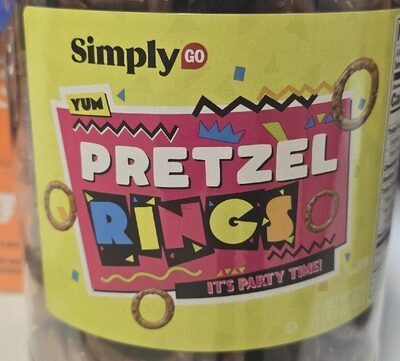 Simply GO
YUM
PRETZEL
RINGS
IT'S PARTY TIME!